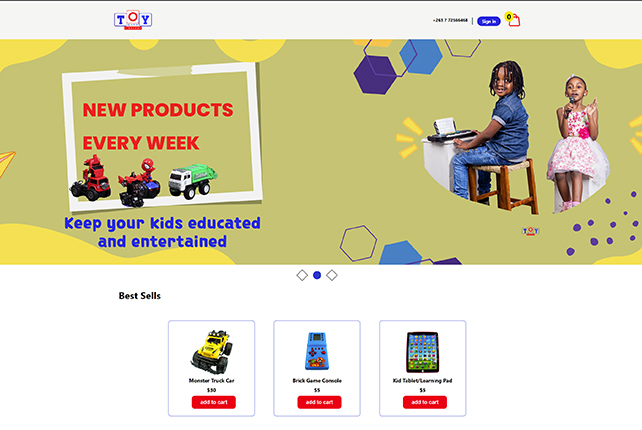 TOY
+263 7 72566468
Sign In
0
NEW PRODUCTS
EVERY WEEK
Keep your kids educated
and entertained
TOY
Best Sells
Monster Truck Car
$30
add to cart
Brick Game Console
$5
add to cart
Kid Tablet/Learning Pad
$5
add to cart